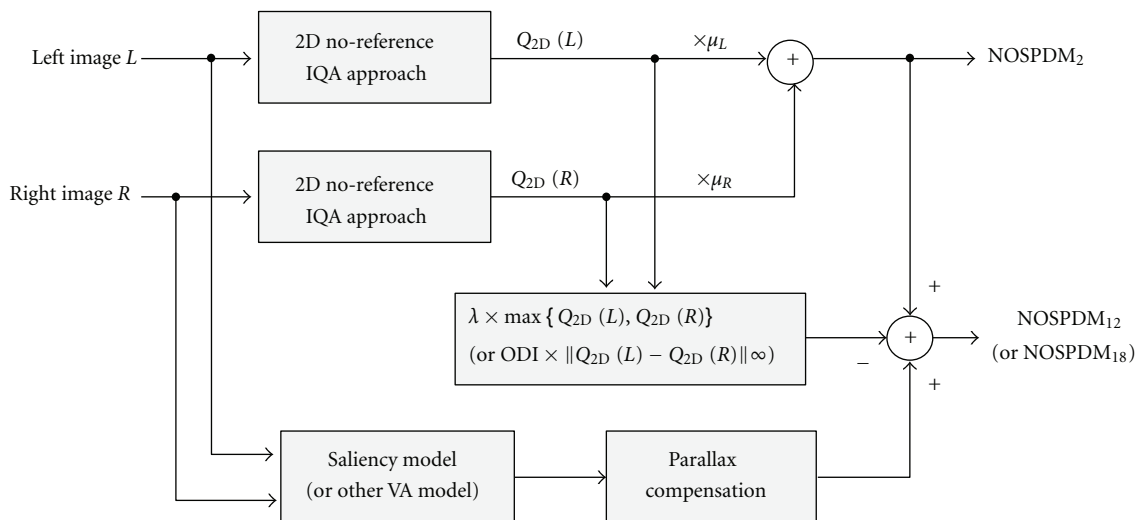 Left image L
2D no-reference
IQA approach
Q2D (L)
×μL
+
NOSPDM2
Right image R
2D no-reference
IQA approach
Q2D (R)
×μR
λ × max { Q2D (L), Q2D (R)}
(or ODI × ‖Q2D (L) − Q2D (R)‖∞)
+
+
−
+
NOSPDM12
(or NOSPDM18)
Saliency model
(or other VA model)
Parallax
compensation